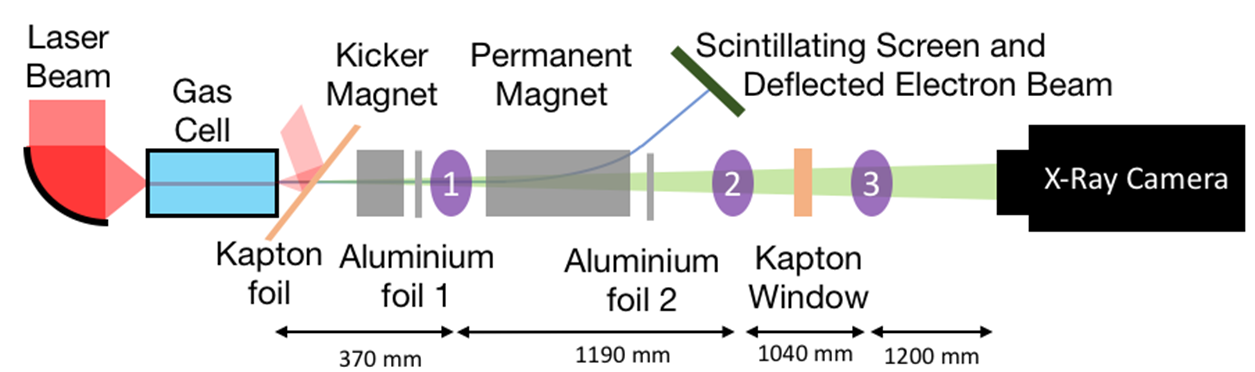 Laser
Beam
Gas
Cell
Kicker
Magnet
Permanent
Magnet
Scintillating Screen and
Deflected Electron Beam
1
2
3
X-Ray Camera
Kapton
foil
Aluminium
foil 1
Aluminium
foil 2
Kapton
Window
370 mm
1190 mm
1040 mm
1200 mm